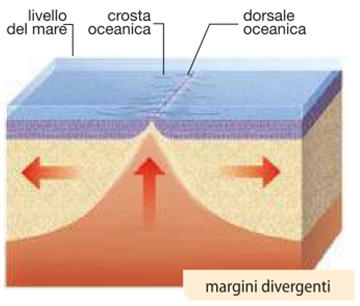 livello
del mare
crosta
oceanica
dorsale
oceanica
margini divergenti